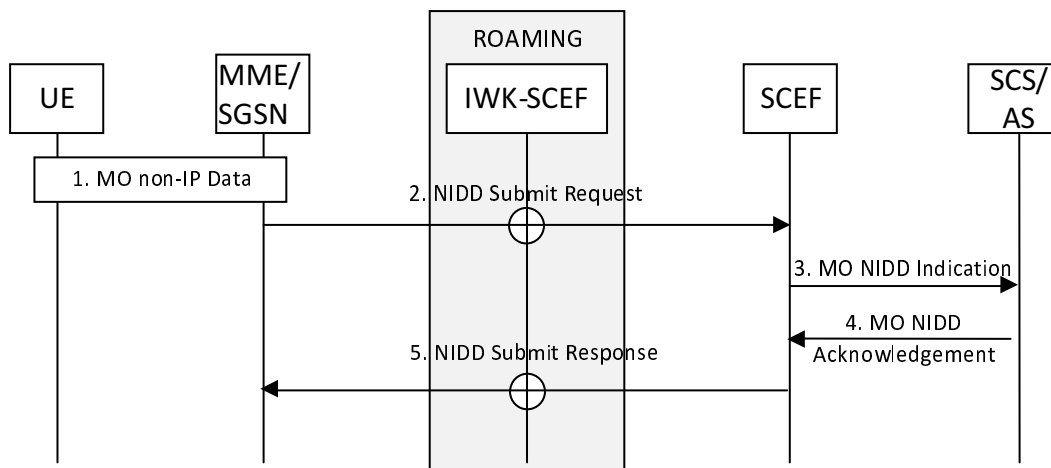 ROAMING
UE
MME/
SGSN
IWK-SCEF
SCEF
SCS/
AS
1. MO non-IP Data
2. NIDD Submit Request
3. MO NIDD Indication
4. MO NIDD
Acknowledgement
5. NIDD Submit Response